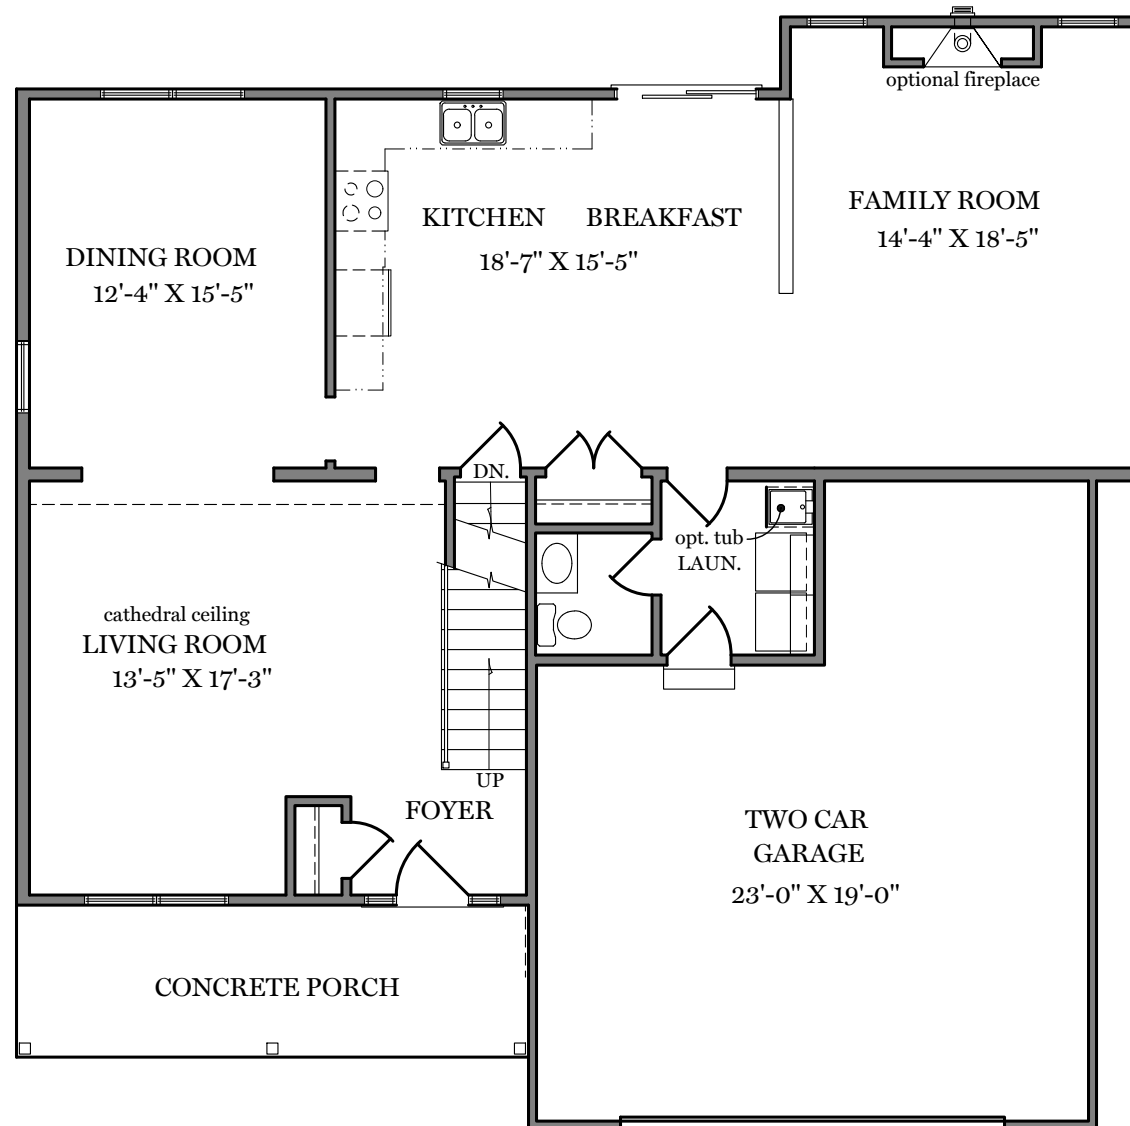 optional fireplace
FAMILY ROOM
14'-4" X 18'-5"
KITCHEN BREAKFAST
18'-7" X 15'-5"
DINING ROOM
12'-4" X 15'-5"
DN.
opt. tub
LAUN.
cathedral ceiling
LIVING ROOM
13'-5" X 17'-3"
UP
FOYER
TWO CAR
GARAGE
23'-0" X 19'-0"
CONCRETE PORCH